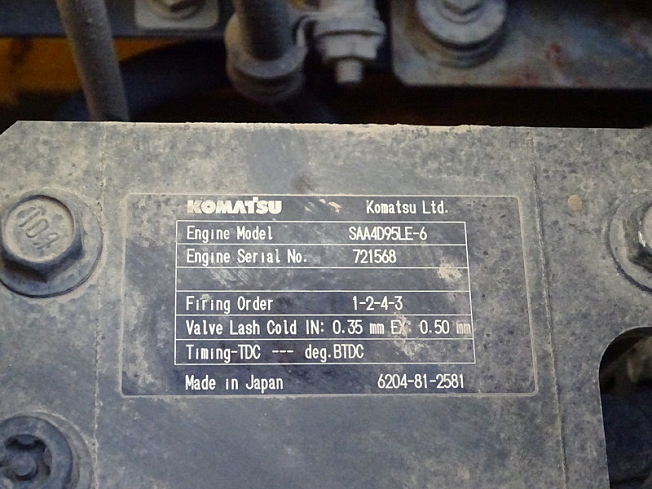 KOMATSU Komatsu Ltd.
Engine Model SAA4D95LE-6
Engine Serial No. 721568
Firing Order 1-2-4-3
Valve Lash Cold IN: 0.35 mm EX: 0.50 mm
Timing-TDC --- deg.BTDC
Made in Japan 6204-81-2581